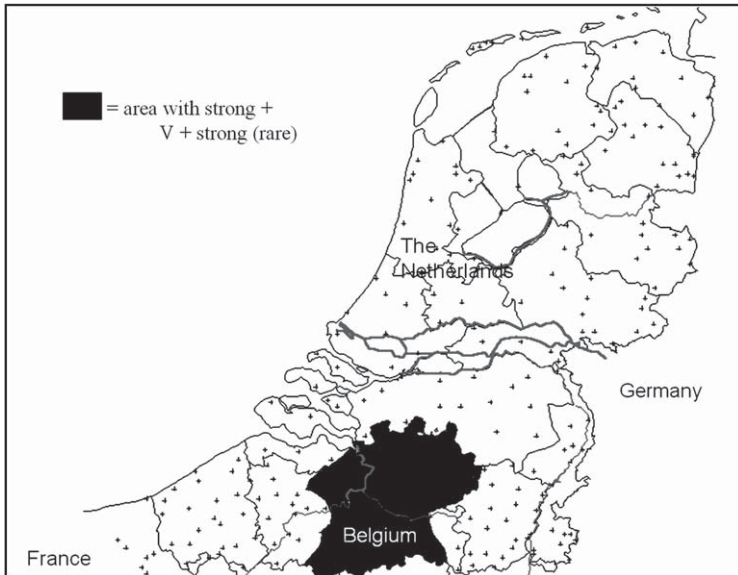 = area with strong +
V + strong (rare)
The
Netherlands
Germany
Belgium
France